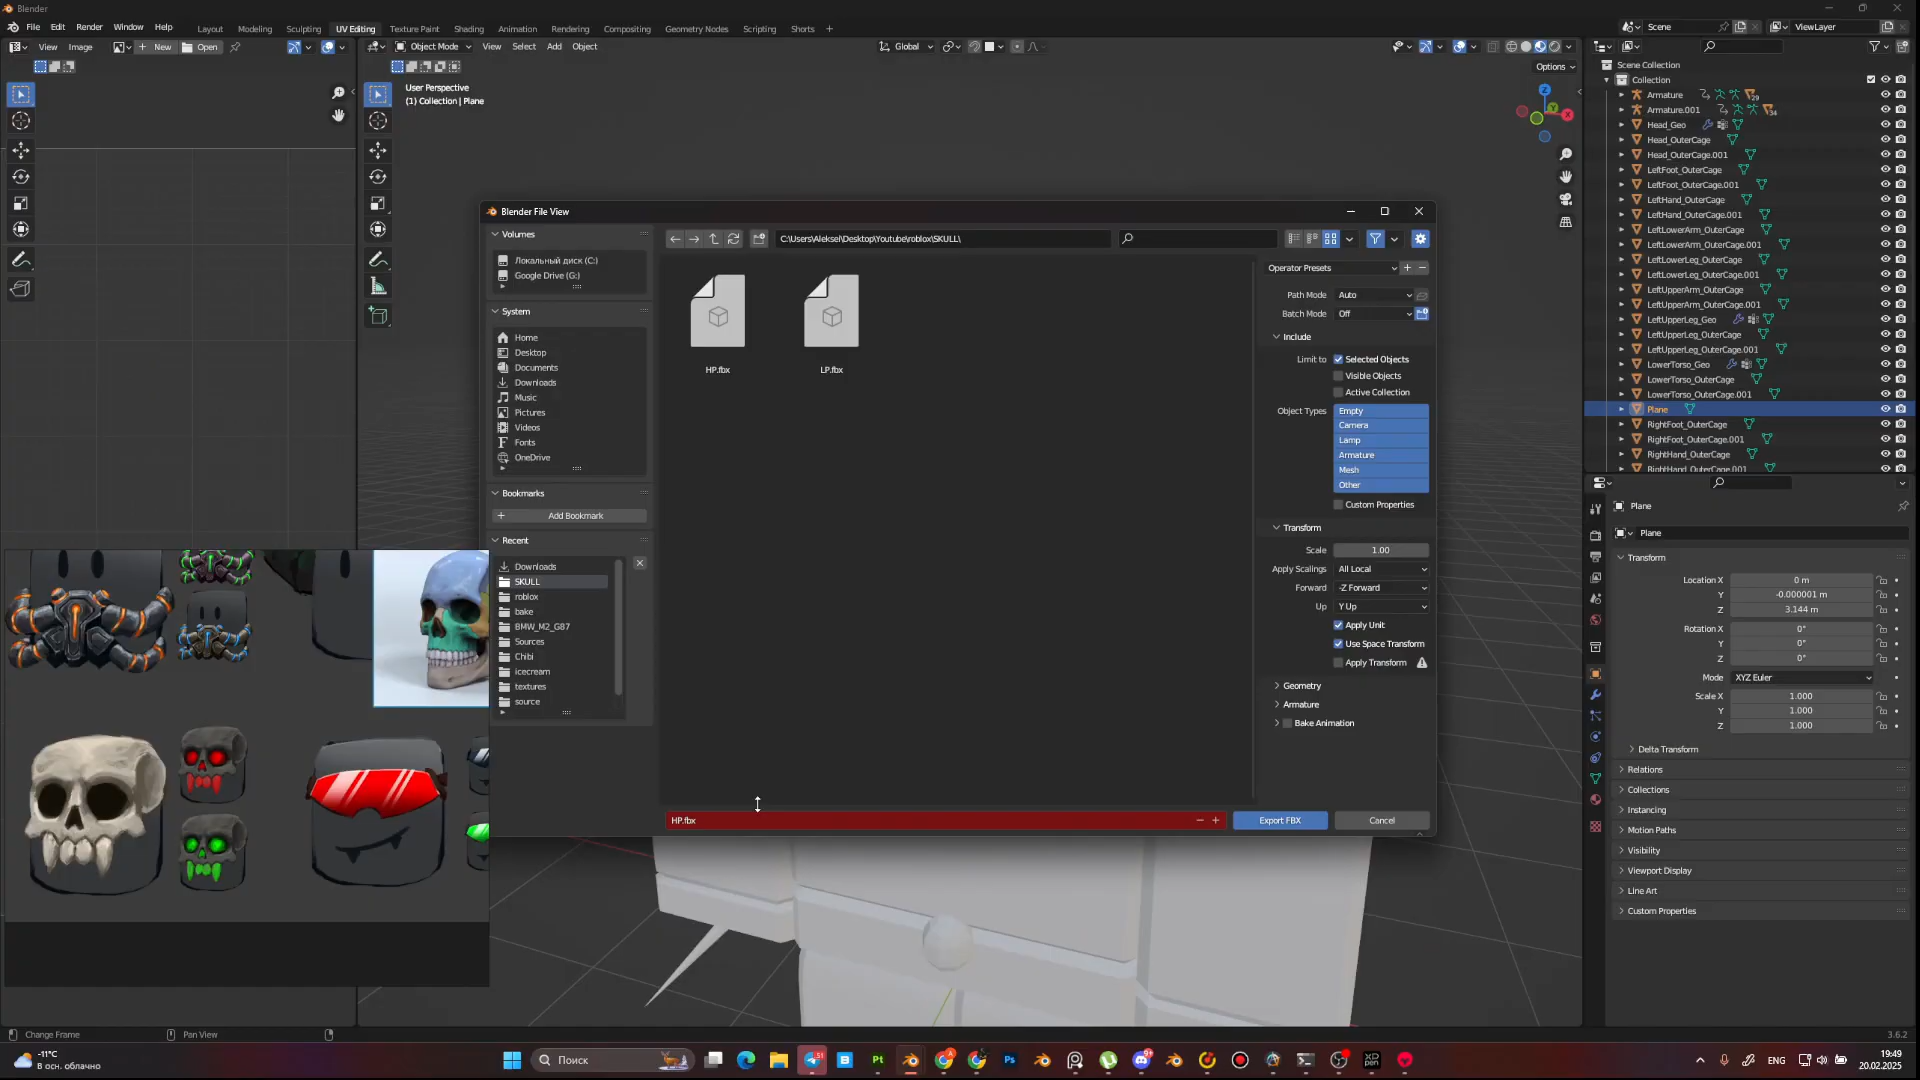 Blender
File Edit Render Window Help
Layout Modeling Sculpting UV Editing Texture Paint Shading Animation Rendering Compositing Geometry Nodes Scripting Shorts +
Scene
ViewLayer
View Image
New
Open
Object Mode
View Select Add Object
Global
Options
User Perspective
(1) Collection | Plane
Z
Y
X
Scene Collection
Collection
Armature
29
Armature.001
34
Head_Geo
Head_OuterCage
Head_OuterCage.001
LeftFoot_OuterCage
LeftFoot_OuterCage.001
LeftHand_OuterCage
LeftHand_OuterCage.001
LeftLowerArm_OuterCage
LeftLowerArm_OuterCage.001
LeftLowerLeg_OuterCage
LeftLowerLeg_OuterCage.001
LeftUpperArm_OuterCage
LeftUpperArm_OuterCage.001
LeftUpperLeg_Geo
LeftUpperLeg_OuterCage
LeftUpperLeg_OuterCage.001
LowerTorso_Geo
LowerTorso_OuterCage
LowerTorso_OuterCage.001
Plane
RightFoot_OuterCage
RightFoot_OuterCage.001
RightHand_OuterCage
RightHand_OuterCage.001
Blender File View
Volumes
Локальный диск (C:)
Google Drive (G:)
System
Home
Desktop
Documents
Downloads
Music
Pictures
Videos
Fonts
OneDrive
Bookmarks
Add Bookmark
Recent
Downloads
SKULL
roblox
bake
BMW_M2_G87
Sources
Chibi
icecream
textures
source
C:\Users\Aleksei\Desktop\Youtube\roblox\SKULL\
HP.fbx
LP.fbx
Operator Presets
Path Mode Auto
Batch Mode Off
Include
Limit to Selected Objects
Visible Objects
Active Collection
Object Types Empty
Camera
Lamp
Armature
Mesh
Other
Custom Properties
Transform
Scale 1.00
Apply Scalings All Local
Forward -Z Forward
Up Y Up
Apply Unit
Use Space Transform
Apply Transform
Geometry
Armature
Bake Animation
HP.fbx
Export FBX
Cancel
Plane
Plane
Transform
Location X 0 m
Y -0.000001 m
Z 3.144 m
Rotation X 0°
Y 0°
Z 0°
Mode XYZ Euler
Scale X 1.000
Y 1.000
Z 1.000
Delta Transform
Relations
Collections
Instancing
Motion Paths
Visibility
Viewport Display
Line Art
Custom Properties
Change Frame
Pan View
3.6.2
-11°C
В осн. облачно
Поиск
ENG
19:49
20.02.2025